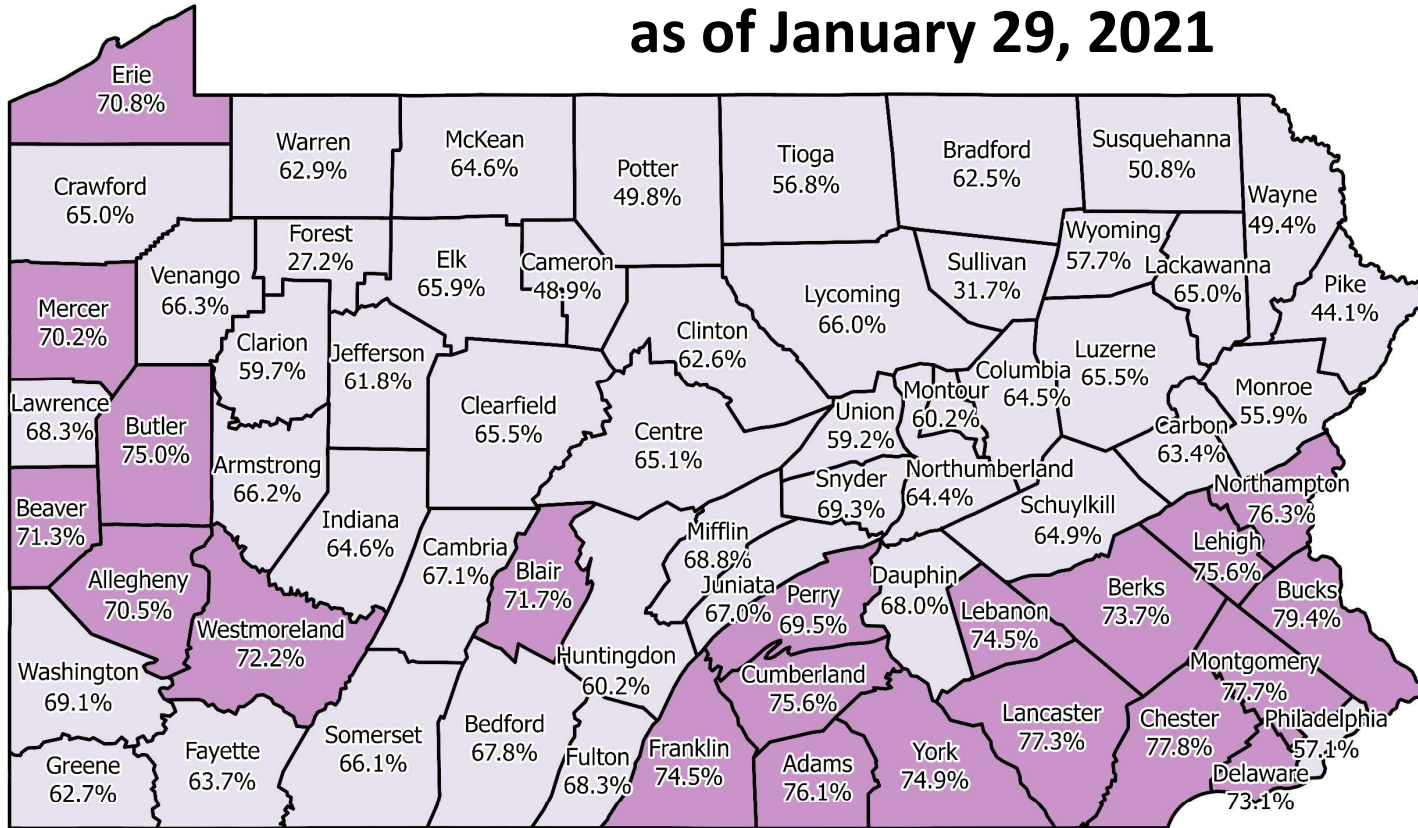 as of January 29, 2021
Erie
70.8%
Warren
62.9%
McKean
64.6%
Potter
49.8%
Tioga
56.8%
Bradford
62.5%
Susquehanna
50.8%
Wayne
49.4%
Crawford
65.0%
Forest
27.2%
Venango
66.3%
Elk
65.9%
Cameron
48.9%
Sullivan
31.7%
Wyoming
57.7%
Lackawanna
65.0%
Pike
44.1%
Mercer
70.2%
Clarion
59.7%
Jefferson
61.8%
Clinton
62.6%
Lycoming
66.0%
Columbia
64.5%
Luzerne
65.5%
Monroe
55.9%
Lawrence
68.3%
Butler
75.0%
Clearfield
65.5%
Centre
65.1%
Union
59.2%
Montour
60.2%
Carbon
63.4%
Armstrong
66.2%
Snyder
69.3%
Northumberland
64.4%
Schuylkill
64.9%
Northampton
76.3%
Beaver
71.3%
Indiana
64.6%
Cambria
67.1%
Blair
71.7%
Mifflin
68.8%
Juniata
67.0%
Lehigh
75.6%
Allegheny
70.5%
Westmoreland
72.2%
Perry
69.5%
Dauphin
68.0%
Lebanon
74.5%
Berks
73.7%
Bucks
79.4%
Washington
69.1%
Huntingdon
60.2%
Cumberland
75.6%
Montgomery
77.7%
Greene
62.7%
Fayette
63.7%
Somerset
66.1%
Bedford
67.8%
Fulton
68.3%
Franklin
74.5%
Adams
76.1%
York
74.9%
Lancaster
77.3%
Chester
77.8%
Philadelphia
57.1%
Delaware
73.1%